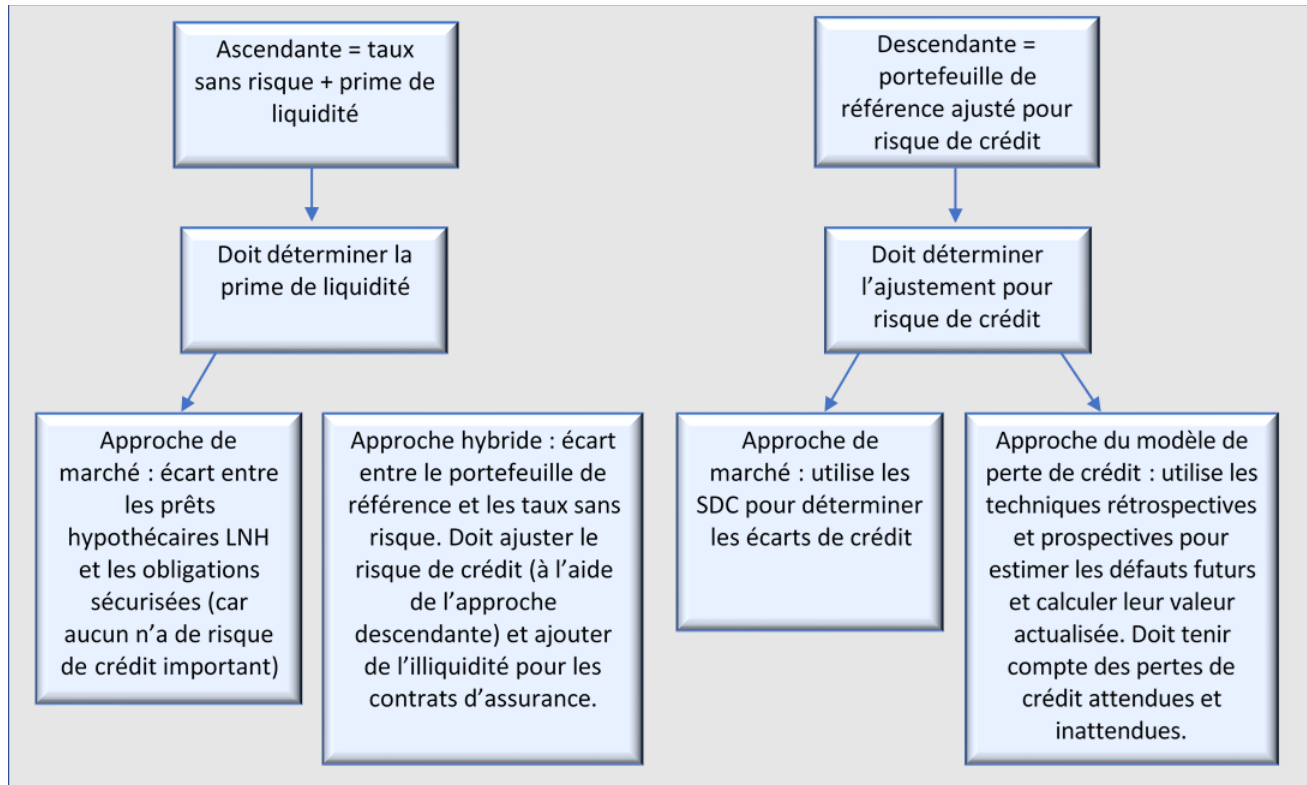 Ascendante = taux
sans risque + prime de
liquidité
Descendante =
portefeuille de
référence ajusté pour
risque de crédit
Doit déterminer la
prime de liquidité
Doit déterminer
l’ajustement pour
risque de crédit
Approche de
marché : écart entre
les prêts
hypothécaires LNH
et les obligations
sécurisées (car
aucun n’a de risque
de crédit important)
Approche hybride : écart
entre le portefeuille de
référence et les taux sans
risque. Doit ajuster le
risque de crédit (à l’aide
de l’approche
descendante) et ajouter
de l’illiquidité pour les
contrats d’assurance.
Approche de
marché : utilise les
SDC pour déterminer
les écarts de crédit
Approche du modèle de
perte de crédit : utilise les
techniques rétrospectives
et prospectives pour
estimer les défauts futurs
et calculer leur valeur
actualisée. Doit tenir
compte des pertes de
crédit attendues et
inattendues.